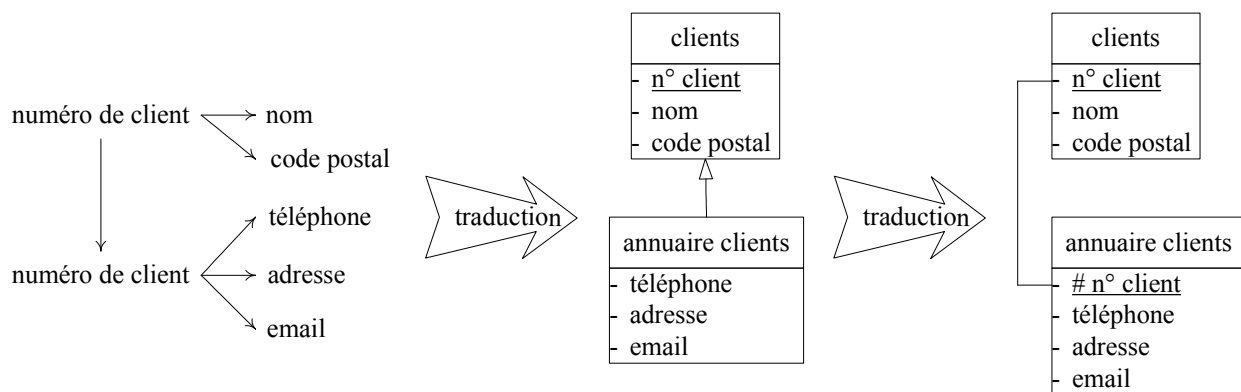 numéro de client
nom
code postal
numéro de client
téléphone
adresse
email
traduction
clients
- n° client
- nom
- code postal
annuaire clients
- téléphone
- adresse
- email
traduction
clients
- n° client
- nom
- code postal
annuaire clients
- # n° client
- téléphone
- adresse
- email